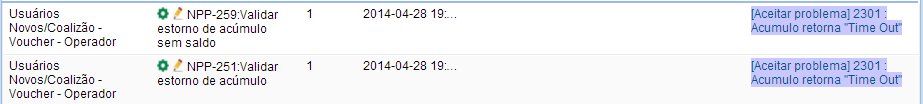 Usuários
Novos/Coalizão -
Voucher - Operador
NPP-259:Validar
estorno de acúmulo
sem saldo
1
2014-04-28 19:...
[Aceitar problema] 2301 :
Acumulo retorna "Time Out"
Usuários
Novos/Coalizão -
Voucher - Operador
NPP-251:Validar
estorno de acúmulo
1
2014-04-28 19:...
[Aceitar problema] 2301 :
Acumulo retorna "Time Out"